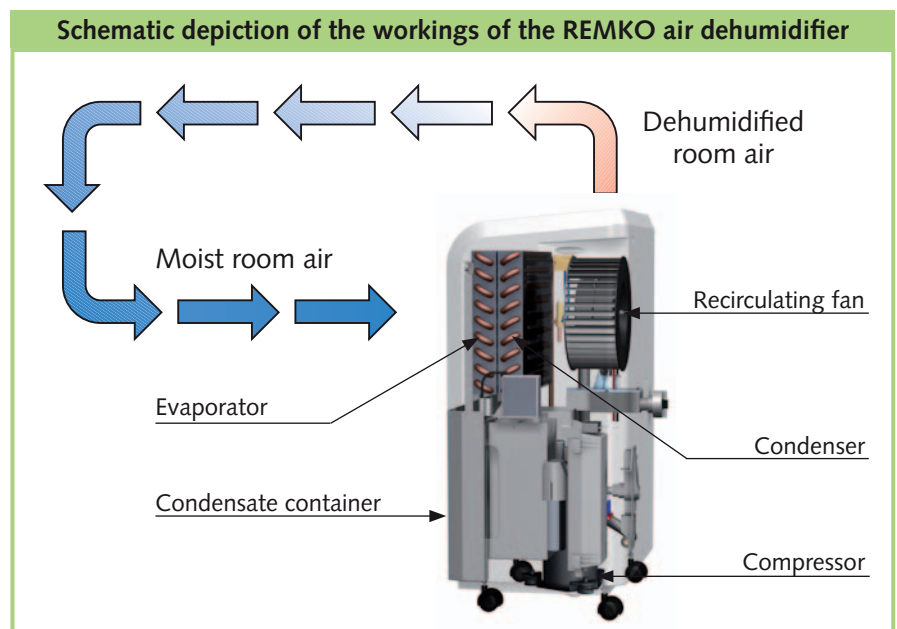 Schematic depiction of the workings of the REMKO air dehumidifier
Dehumidified
room air
Moist room air
Recirculating fan
Evaporator
Condenser
Condensate container
Compressor